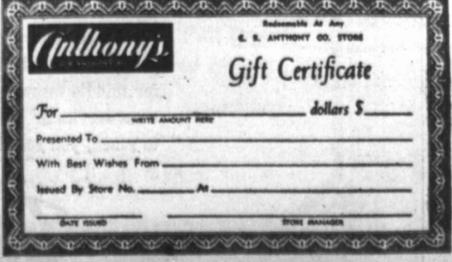 Anthony's
Redeemable At Any
C. R. ANTHONY CO. STORE
Gift Certificate
For dollars $
WRITE AMOUNT HERE
Presented To
With Best Wishes From
Issued By Store No. At
DATE ISSUED STORE MANAGER